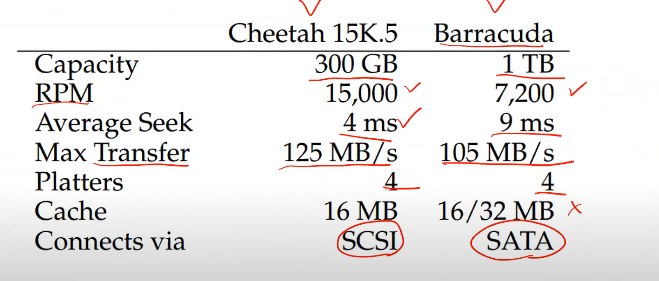 Cheetah 15K.5 Barracuda
Capacity 300 GB 1 TB
RPM 15,000 7,200
Average Seek 4 ms 9 ms
Max Transfer 125 MB/s 105 MB/s
Platters 4 4
Cache 16 MB 16/32 MB
Connects via SCSI SATA